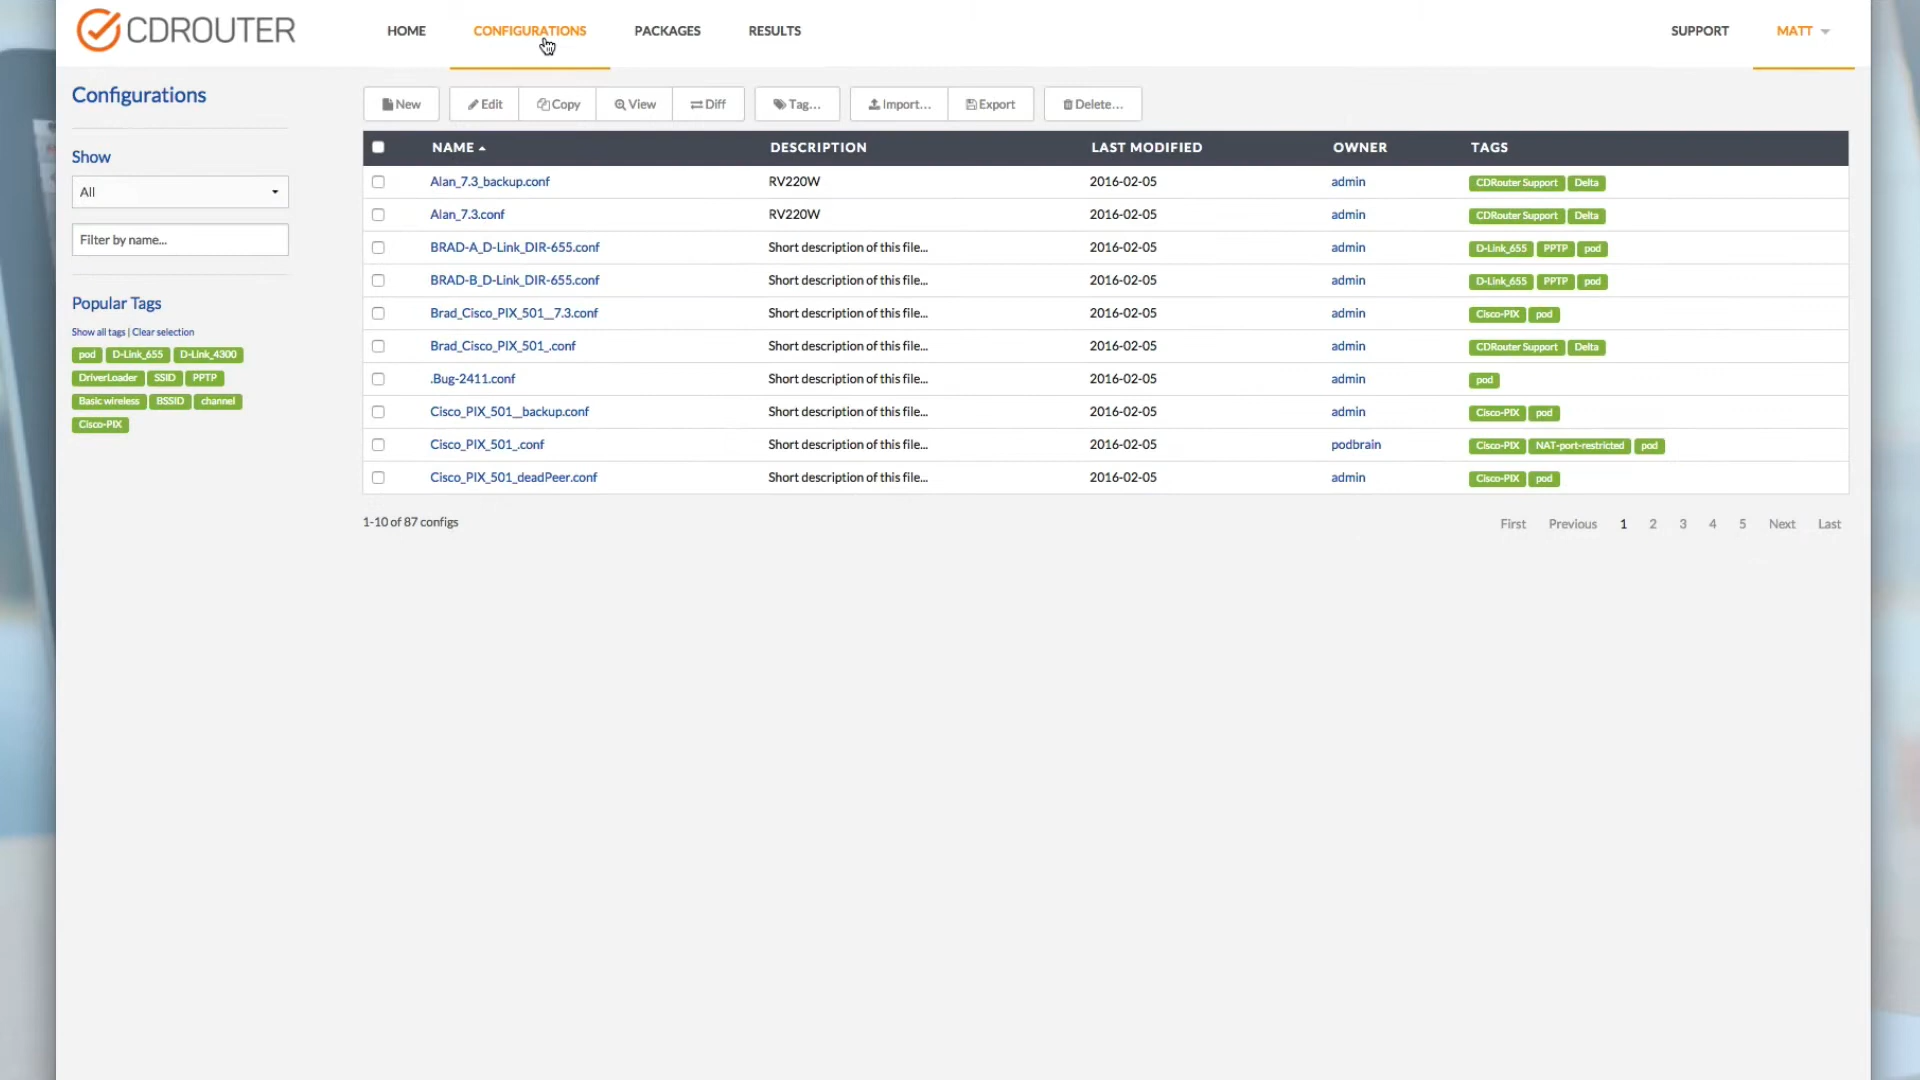 CDROUTER HOME CONFIGURATIONS PACKAGES RESULTS SUPPORT MATT
Configurations
Show
All
Filter by name...
Popular Tags
Show all tags | Clear selection
pod D-Link_655 D-Link_4300
DriverLoader SSID PPTP
Basic wireless BSSID channel
Cisco-PIX
New Edit Copy View Diff Tag... Import... Export Delete...
NAME DESCRIPTION LAST MODIFIED OWNER TAGS
Alan_7.3_backup.conf RV220W 2016-02-05 admin CDRouter Support Delta
Alan_7.3.conf RV220W 2016-02-05 admin CDRouter Support Delta
BRAD-A_D-Link_DIR-655.conf Short description of this file... 2016-02-05 admin D-Link_655 PPTP pod
BRAD-B_D-Link_DIR-655.conf Short description of this file... 2016-02-05 admin D-Link_655 PPTP pod
Brad_Cisco_PIX_501__7.3.conf Short description of this file... 2016-02-05 admin Cisco-PIX pod
Brad_Cisco_PIX_501_.conf Short description of this file... 2016-02-05 admin CDRouter Support Delta
.Bug-2411.conf Short description of this file... 2016-02-05 admin pod
Cisco_PIX_501__backup.conf Short description of this file... 2016-02-05 admin Cisco-PIX pod
Cisco_PIX_501_.conf Short description of this file... 2016-02-05 podbrain Cisco-PIX NAT-port-restricted pod
Cisco_PIX_501_deadPeer.conf Short description of this file... 2016-02-05 admin Cisco-PIX pod
1-10 of 87 configs First Previous 1 2 3 4 5 Next Last